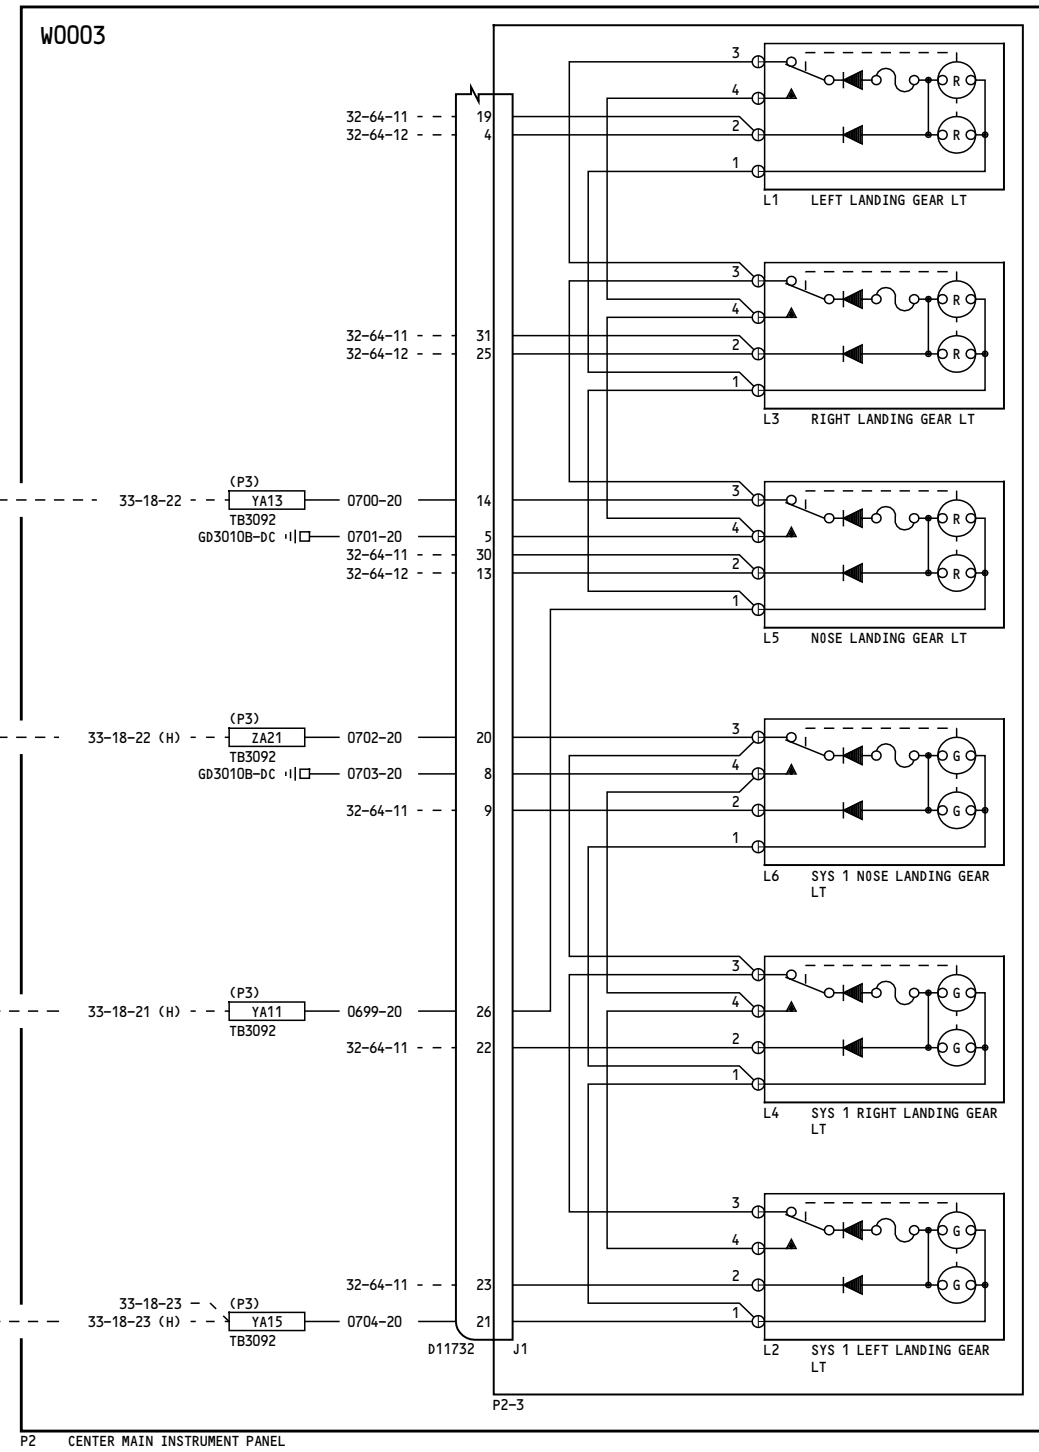 W0003
3
4
32-64-11 19
32-64-12 4
2
1
R
R
L1 LEFT LANDING GEAR LT
3
4
32-64-11 31
32-64-12 25
2
1
R
R
L3 RIGHT LANDING GEAR LT
(P3)
33-18-22 YA13 0700-20 14
TB3092
GD3010B-DC 0701-20 5
32-64-11 30
32-64-12 13
3
4
2
1
R
R
L5 NOSE LANDING GEAR LT
(P3)
33-18-22 (H) ZA21 0702-20 20
TB3092
GD3010B-DC 0703-20 8
32-64-11 9
3
4
2
1
G
G
L6 SYS 1 NOSE LANDING GEAR
LT
(P3)
33-18-21 (H) YA11 0699-20 26
TB3092
32-64-11 22
3
4
2
1
G
G
L4 SYS 1 RIGHT LANDING GEAR
LT
3
4
2
1
G
G
32-64-11 23
33-18-23 (P3)
33-18-23 (H) YA15 0704-20 21
TB3092
D11732 J1
L2 SYS 1 LEFT LANDING GEAR
LT
P2-3
P2 CENTER MAIN INSTRUMENT PANEL